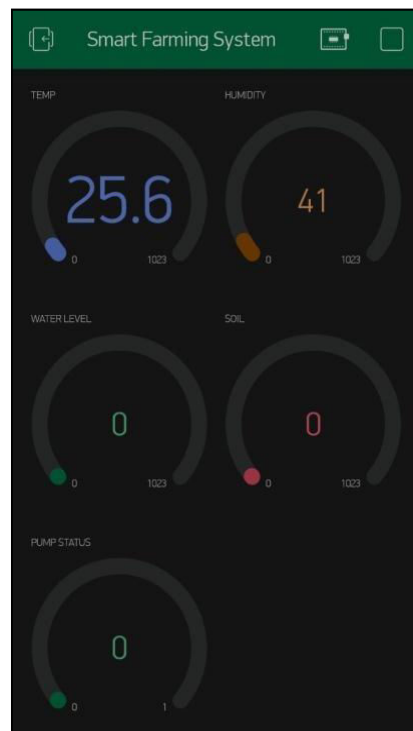 Smart Farming System
TEMP
25.6
0 1023
HUMIDITY
41
0 1023
WATER LEVEL
0
0 1023
SOIL
0
0 1023
PUMP STATUS
0
0 1